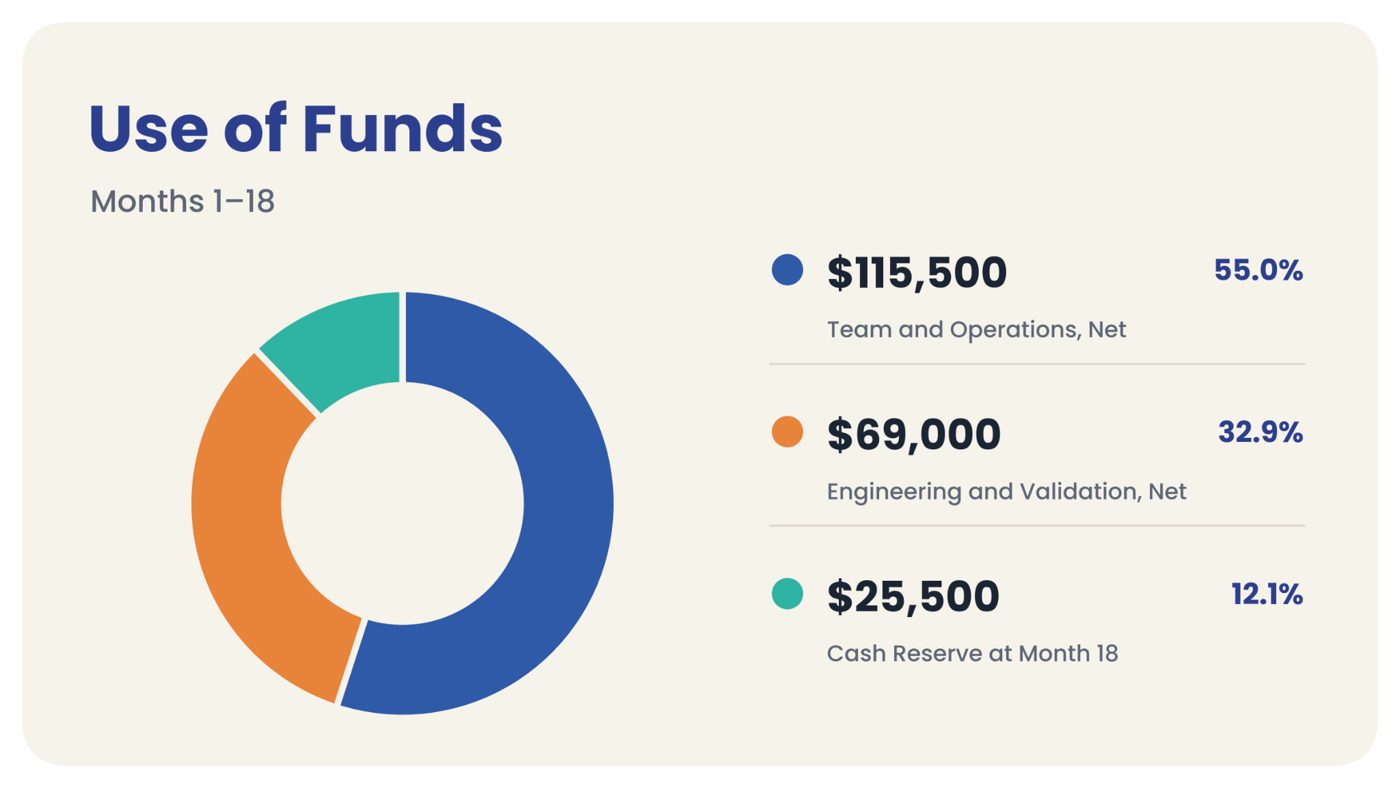 Use of Funds
Months 1–18
$115,500 55.0%
Team and Operations, Net
$69,000 32.9%
Engineering and Validation, Net
$25,500 12.1%
Cash Reserve at Month 18